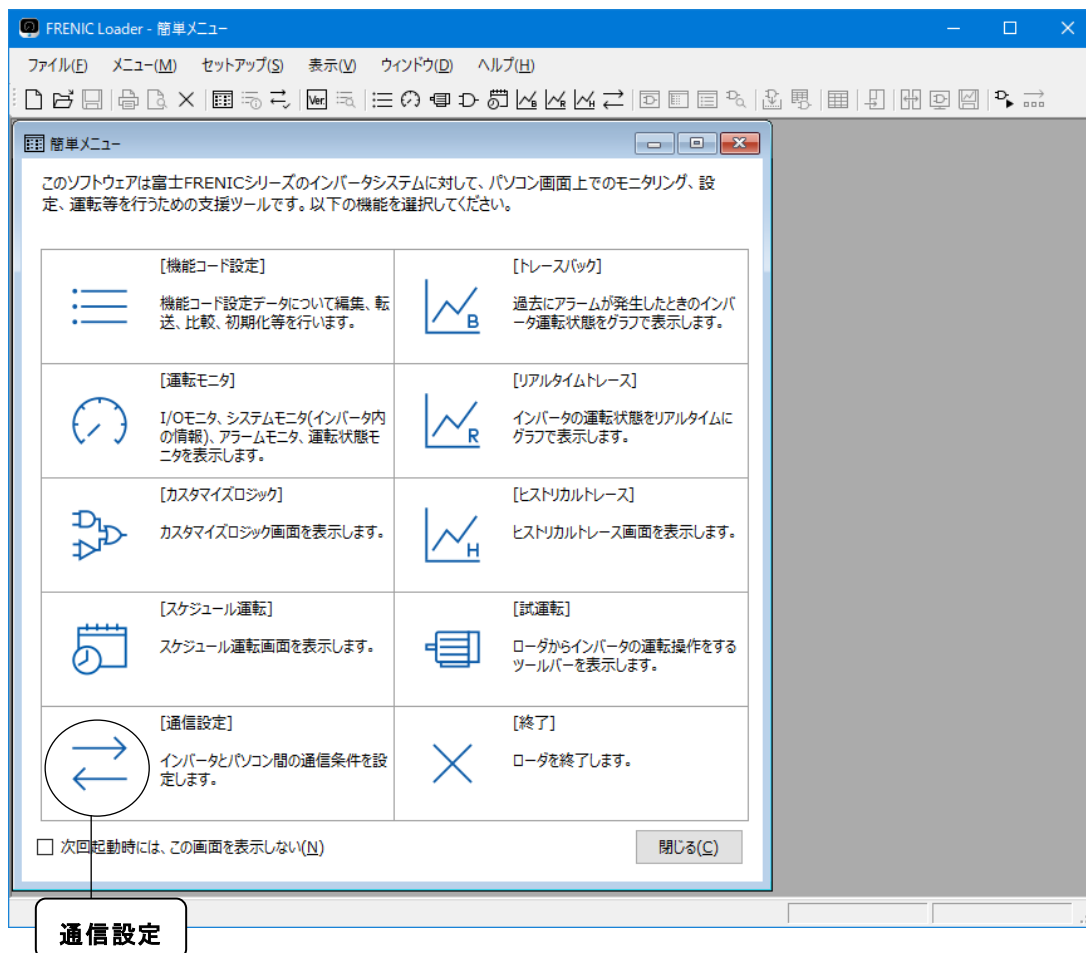 FRENIC Loader - 簡単メニュー
ファイル(F) メニュー(M) セットアップ(S) 表示(V) ウィンドウ(D) ヘルプ(H)
Ver.
B R H
簡単メニュー
このソフトウェアは富士FRENICシリーズのインバータシステムに対して、パソコン画面上でのモニタリング、設
定、運転等を行うための支援ツールです。以下の機能を選択してください。
[機能コード設定]
機能コード設定データについて編集、転
送、比較、初期化等を行います。
[トレースバック]
過去にアラームが発生したときのインバ
ータ運転状態をグラフで表示します。
B
[運転モニタ]
I/Oモニタ、システムモニタ(インバータ内
の情報)、アラームモニタ、運転状態モ
ニタを表示します。
[リアルタイムトレース]
インバータの運転状態をリアルタイムに
グラフで表示します。
R
[カスタマイズロジック]
カスタマイズロジック画面を表示します。
[ヒストリカルトレース]
ヒストリカルトレース画面を表示します。
H
[スケジュール運転]
スケジュール運転画面を表示します。
[試運転]
ローダからインバータの運転操作をする
ツールバーを表示します。
[通信設定]
インバータとパソコン間の通信条件を設
定します。
[終了]
ローダを終了します。
次回起動時には、この画面を表示しない(N)
閉じる(C)
通信設定